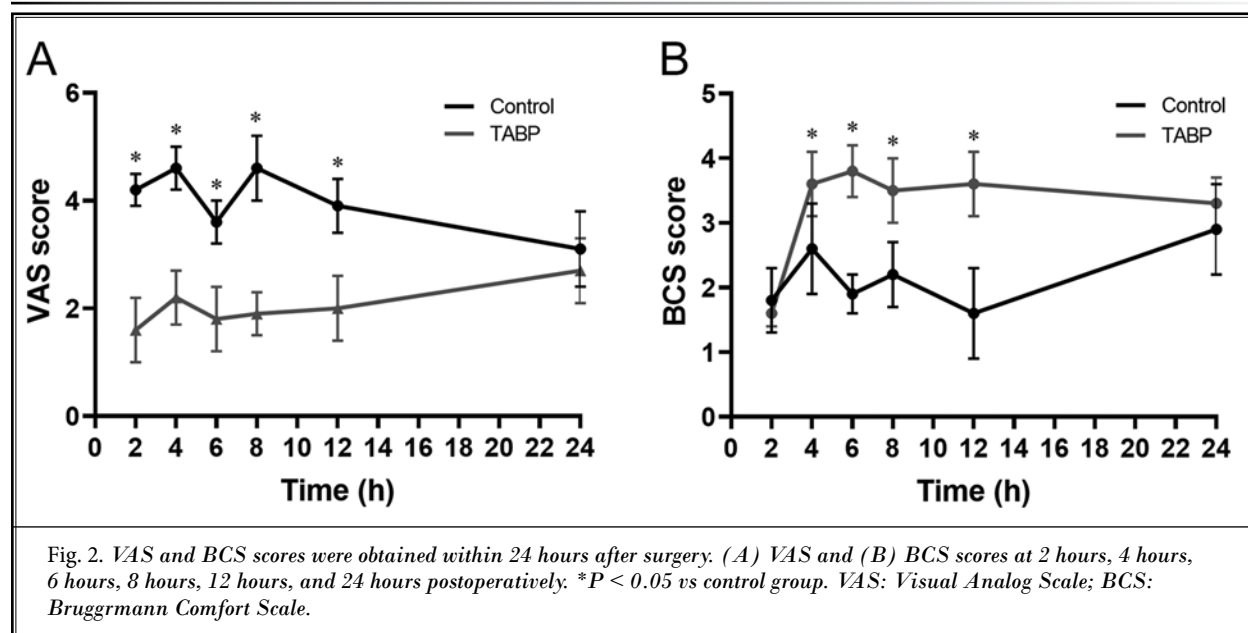 A
6
4
2
0
VAS score
* * * * *
Control
TABP
0 2 4 6 8 10 12 14 16 18 20 22 24
Time (h)
B
5
4
3
2
1
0
BCS score
* * * *
Control
TABP
0 2 4 6 8 10 12 14 16 18 20 22 24
Time (h)
Fig. 2. VAS and BCS scores were obtained within 24 hours after surgery. (A) VAS and (B) BCS scores at 2 hours, 4 hours,
6 hours, 8 hours, 12 hours, and 24 hours postoperatively. *P < 0.05 vs control group. VAS: Visual Analog Scale; BCS:
Bruggrmann Comfort Scale.